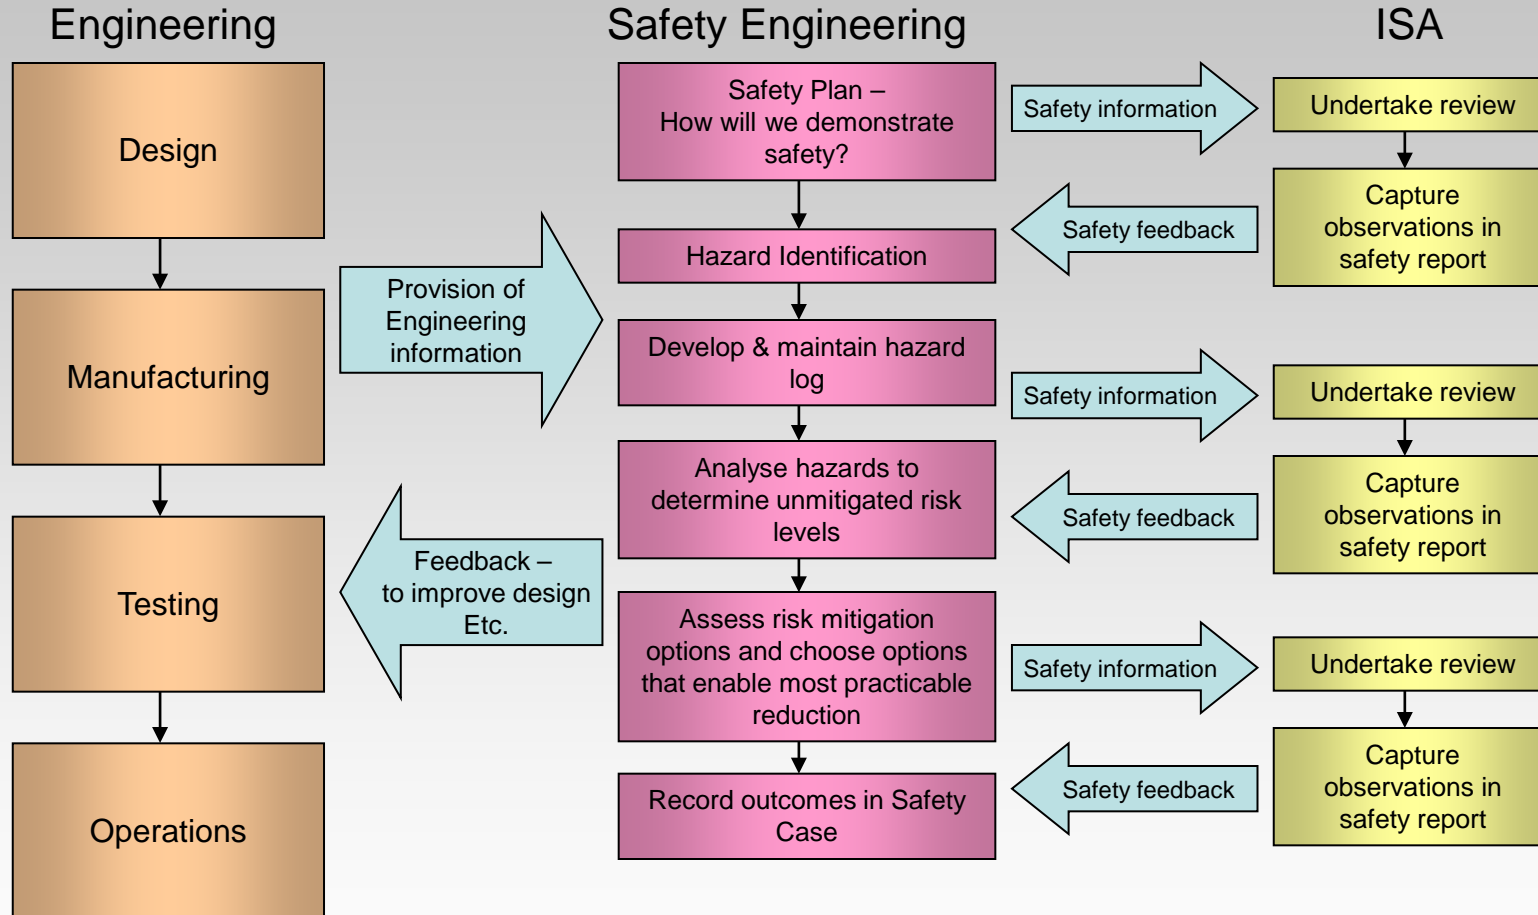 Engineering
Safety Engineering
ISA
Design
Manufacturing
Testing
Operations
Provision of
Engineering
information
Feedback –
to improve design
Etc.
Safety Plan –
How will we demonstrate
safety?
Hazard Identification
Develop & maintain hazard
log
Analyse hazards to
determine unmitigated risk
levels
Assess risk mitigation
options and choose options
that enable most practicable
reduction
Record outcomes in Safety
Case
Safety information
Safety feedback
Safety information
Safety feedback
Safety information
Safety feedback
Undertake review
Capture
observations in
safety report
Undertake review
Capture
observations in
safety report
Undertake review
Capture
observations in
safety report